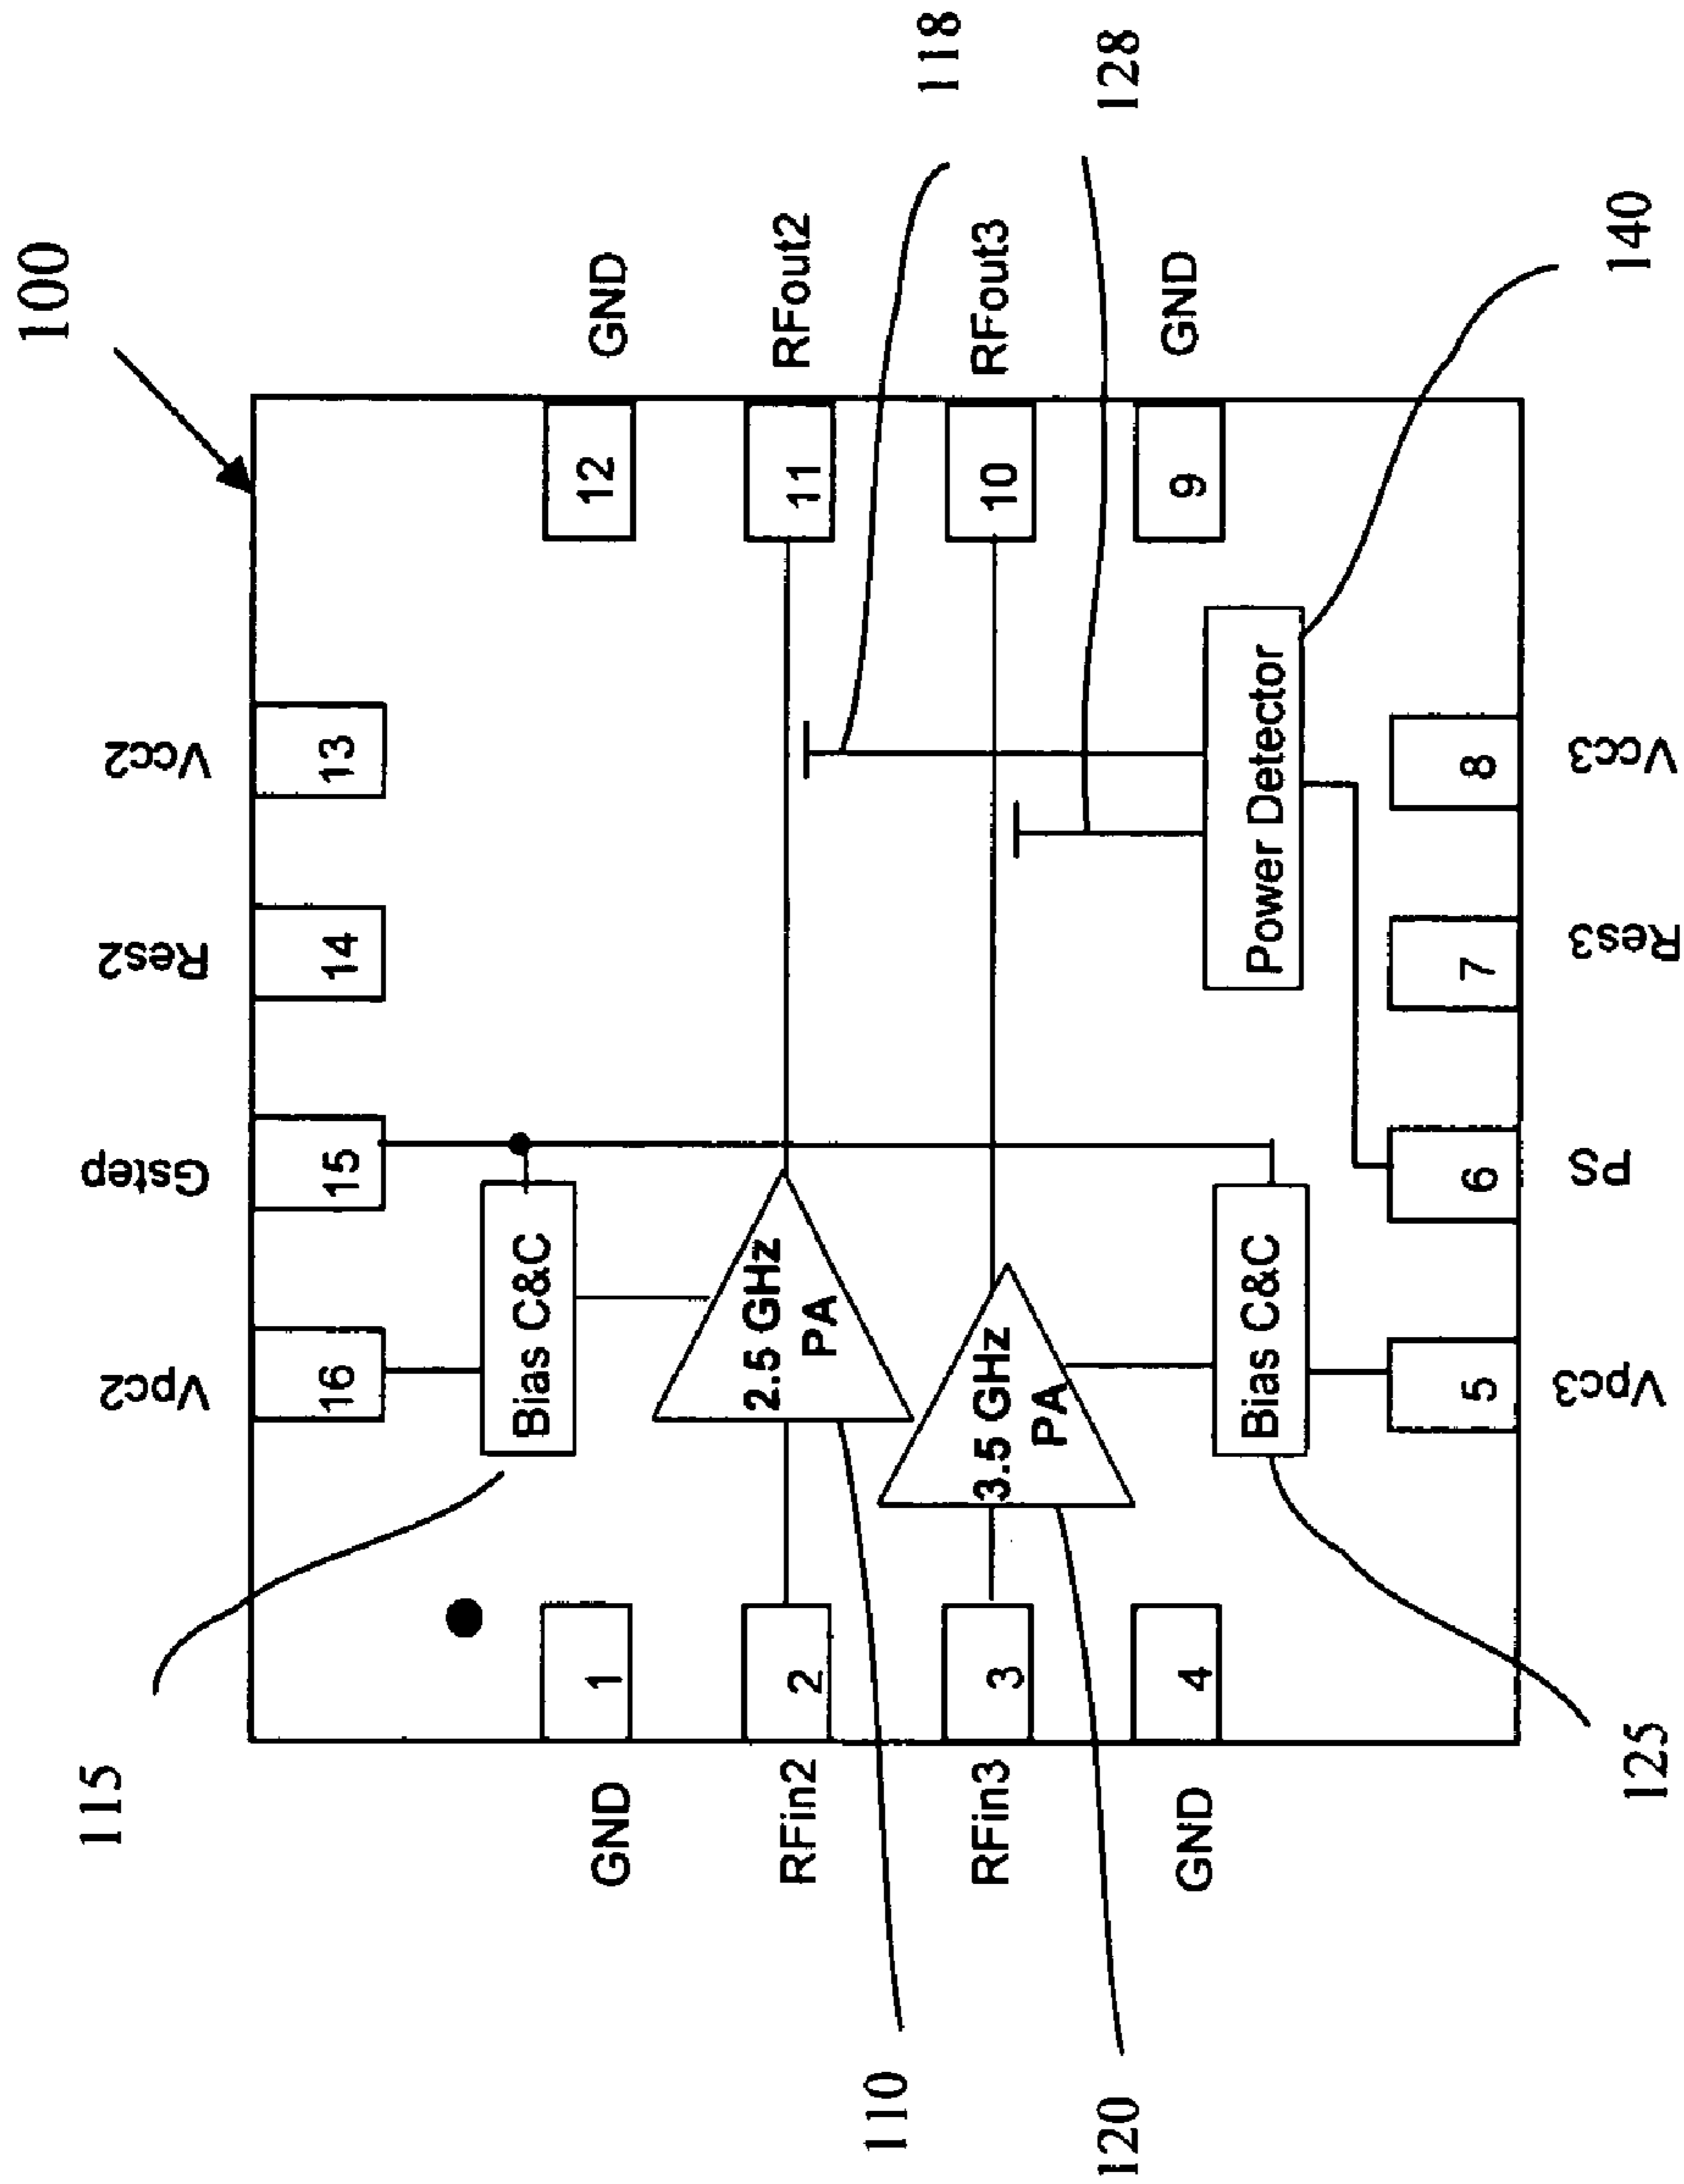 100
Vpc2
Gstep
Res2
Vcc2
16
15
14
13
115
Bias C&C
GND
1
12
GND
RFin2
2
2.5 GHz
PA
11
RFout2
118
110
RFin3
3
3.5 GHz
PA
10
RFout3
128
120
GND
4
9
GND
Bias C&C
Power Detector
140
125
5
6
7
8
Vpc3
PS
Res3
Vcc3